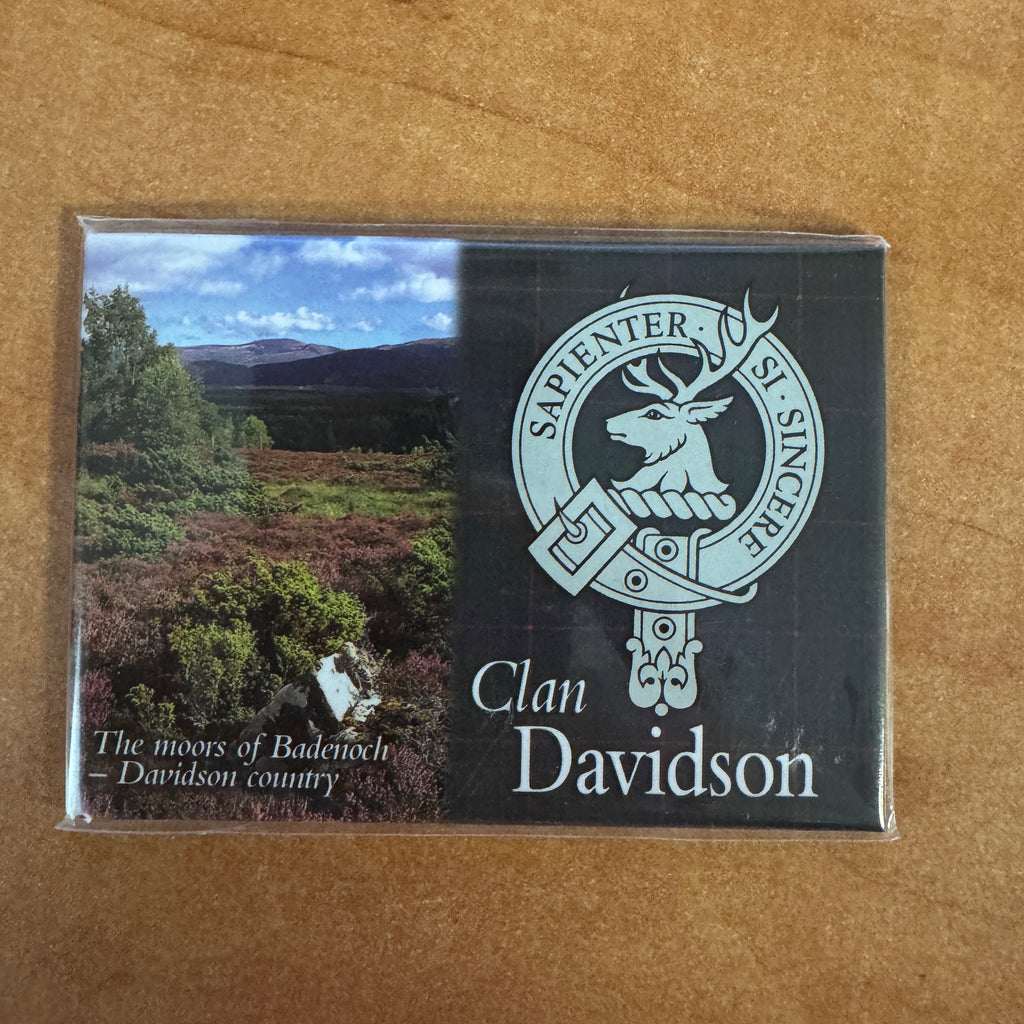 The moors of Badenoch
– Davidson country
SAPIENTER · SI · SINCERE
Clan
Davidson